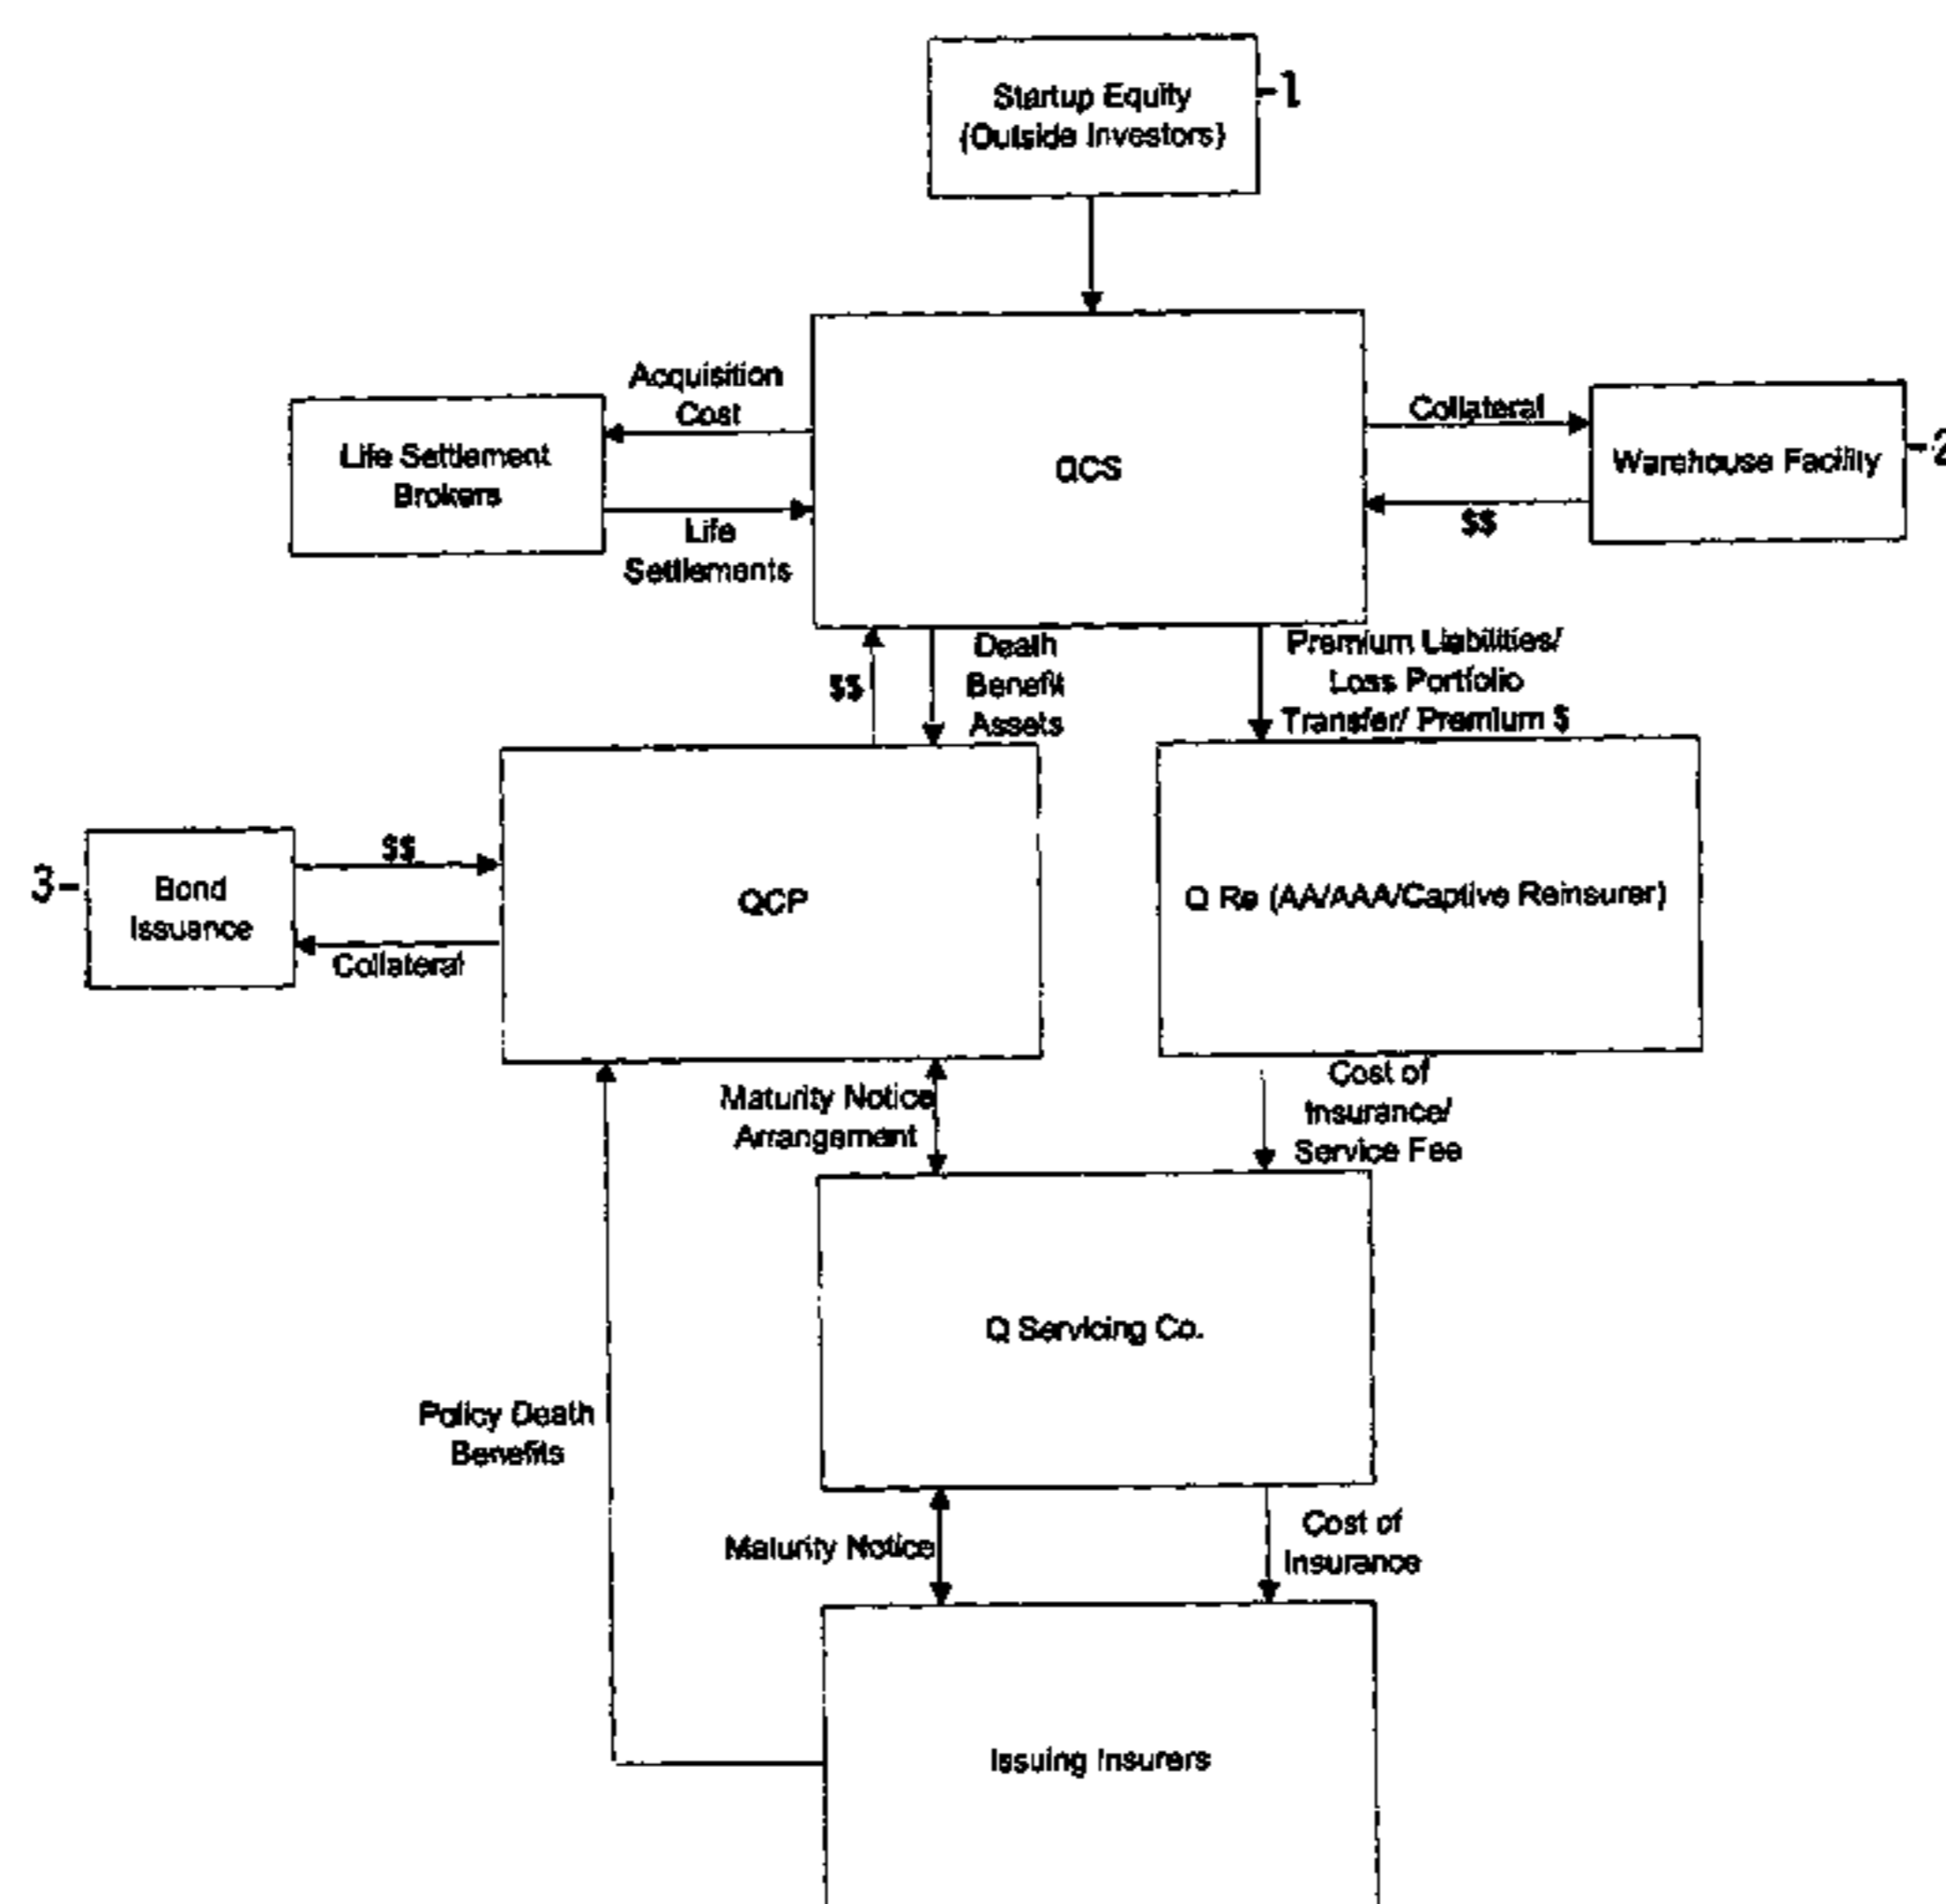 Startup Equity
(Outside Investors)
-1
Acquisition
Cost
Life Settlement
Brokers
Life
Settlements
QCS
Collateral
Warehouse Facility
-2
$$
$$
Death
Benefit
Assets
Premium Liabilities/
Loss Portfolio
Transfer/ Premium $
3-
Bond
Issuance
$$
Collateral
QCP
Q Re (AA/AAA/Captive Reinsurer)
Maturity Notice
Arrangement
Cost of
Insurance/
Service Fee
Q Servicing Co.
Policy Death
Benefits
Maturity Notice
Cost of
Insurance
Issuing Insurers